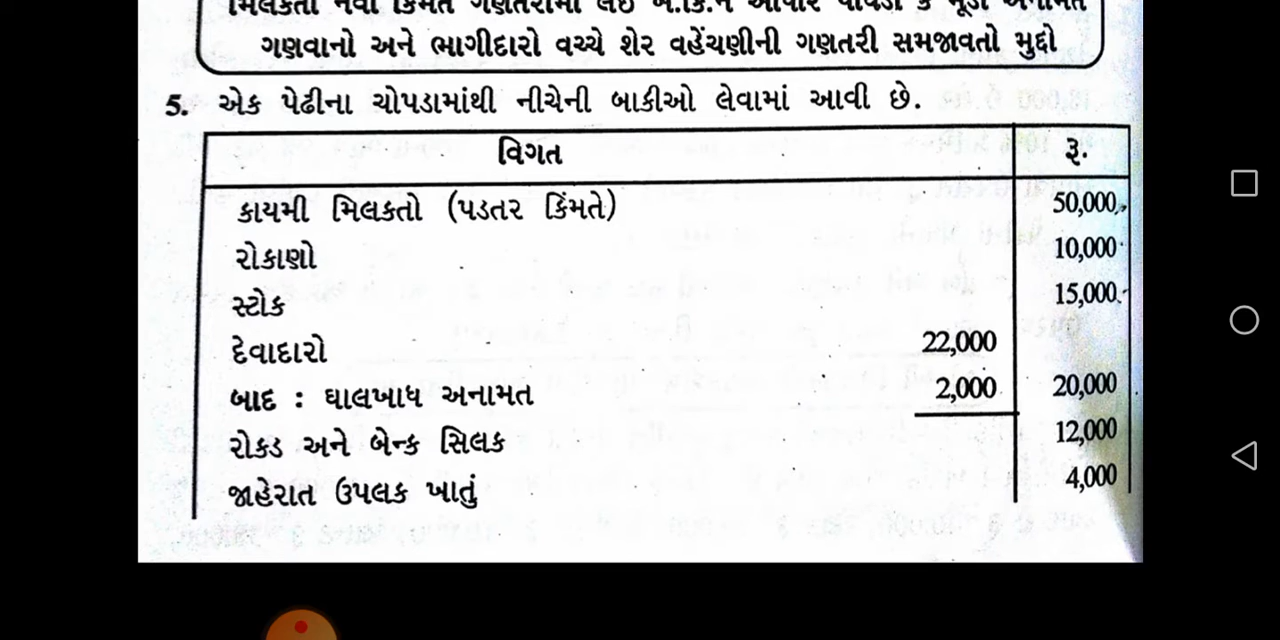 ગણવાનો અને ભાગીદારો વચ્ચે શેર વહેંચણીની ગણતરી સમજાવતો મુદ્દો
5. એક પેઢીના ચોપડામાંથી નીચેની બાકીઓ લેવામાં આવી છે.
વિગત રૂ.
કાયમી મિલકતો (પડતર કિંમતે) 50,000
રોકાણો 10,000
સ્ટોક 15,000
દેવાદારો 22,000
બાદ : ઘાલખાધ અનામત 2,000 20,000
રોકડ અને બેન્ક સિલક 12,000
જાહેરાત ઉપલક ખાતું 4,000